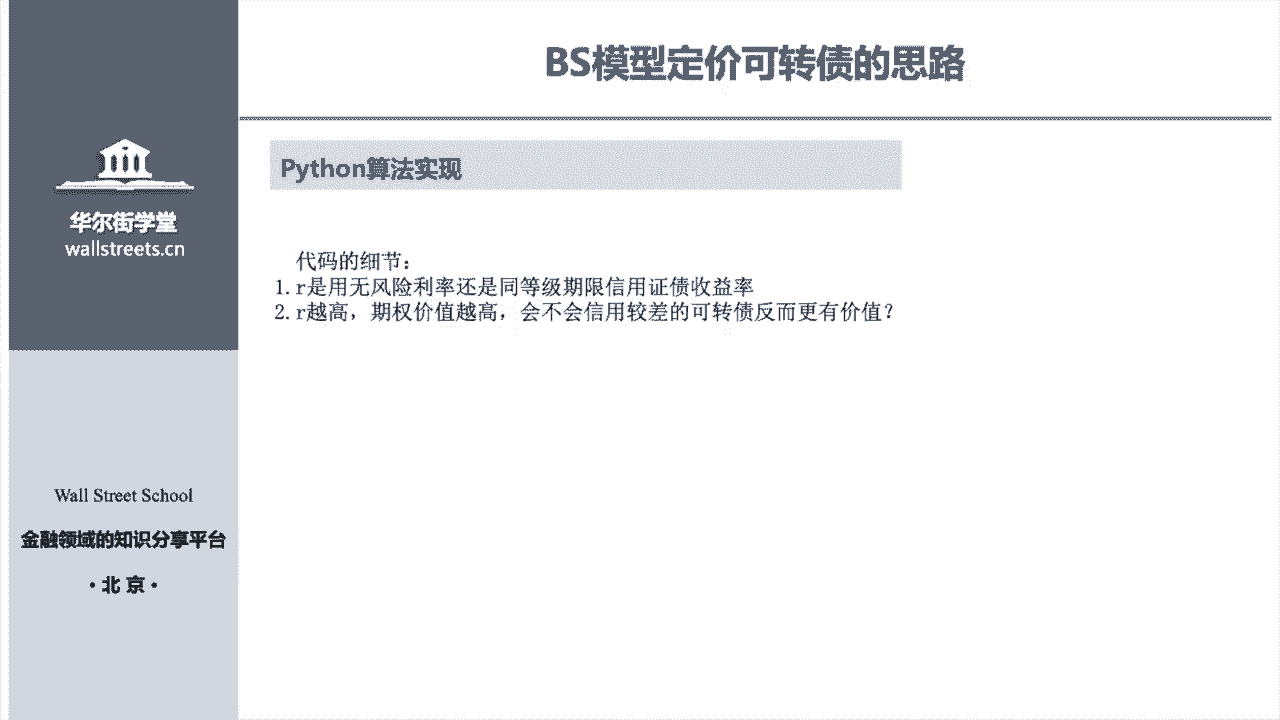 BS模型定价可转债的思路
Python算法实现
华尔街学堂
wallstreets.cn
代码的细节：
1. r是用无风险利率还是同等级期限信用证债收益率
2. r越高，期权价值越高，会不会信用较差的可转债反而更有价值？
Wall Street School
金融领域的知识分享平台
·北 京·